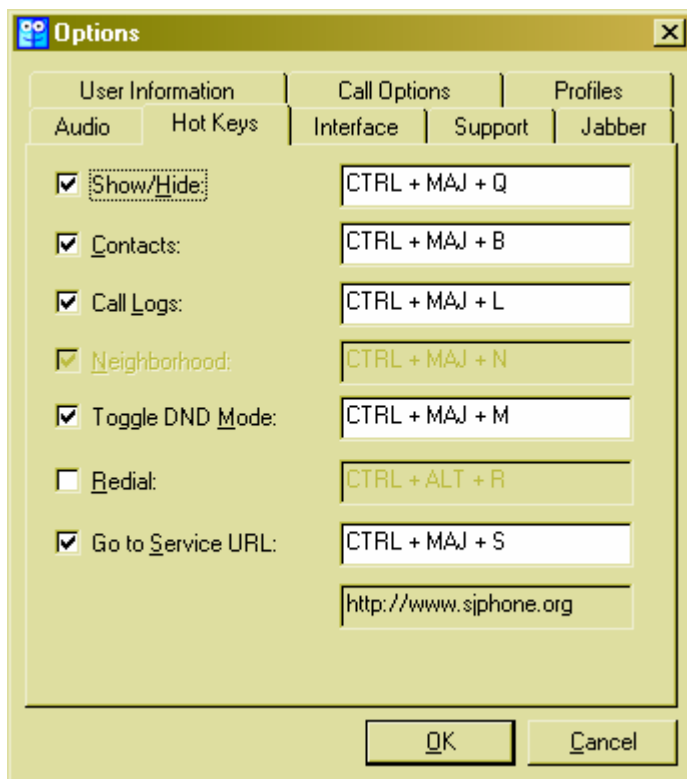 Options
User Information Call Options Profiles
Audio Hot Keys Interface Support Jabber
Show/Hide: CTRL + MAJ + Q
Contacts: CTRL + MAJ + B
Call Logs: CTRL + MAJ + L
Neighborhood: CTRL + MAJ + N
Toggle DND Mode: CTRL + MAJ + M
Redial: CTRL + ALT + R
Go to Service URL: CTRL + MAJ + S
http://www.sjphone.org
OK Cancel